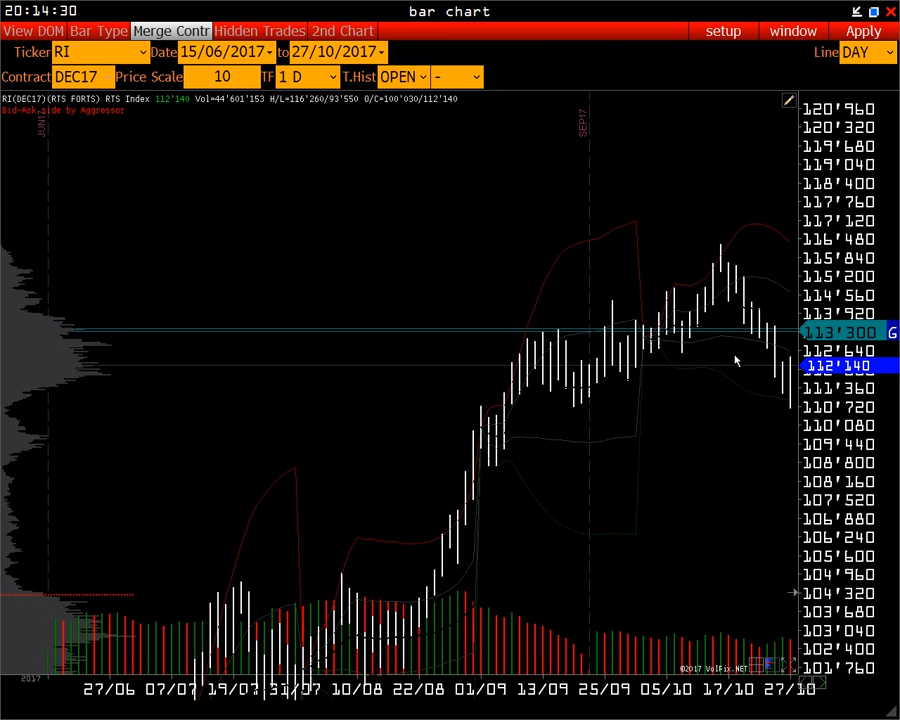 20:14:30 bar chart
View DOM Bar Type Merge Contr Hidden Trades 2nd Chart setup window Apply
Ticker RI Date 15/06/2017 to 27/10/2017 Line DAY
Contract DEC17 Price Scale 10 TF 1 D T.Hist OPEN -
RI(DEC17)(RTS FORTS) RTS Index 112'140 Vol=44'601'153 H/L=116'260/93'550 O/C=100'030/112'140
Bid-Ask side by Aggressor
JUN17
SEP17
120'960
120'320
119'680
119'040
118'400
117'760
117'120
116'480
115'840
115'200
114'560
113'920
113'300 G
112'640
112'140
111'360
110'720
110'080
109'440
108'800
108'160
107'520
106'880
106'240
105'600
104'960
104'320
103'680
103'040
102'400
101'760
©2017 VolFix.NET
2017
27/06 07/07 19/07 31/07 10/08 22/08 01/09 13/09 25/09 05/10 17/10 27/10